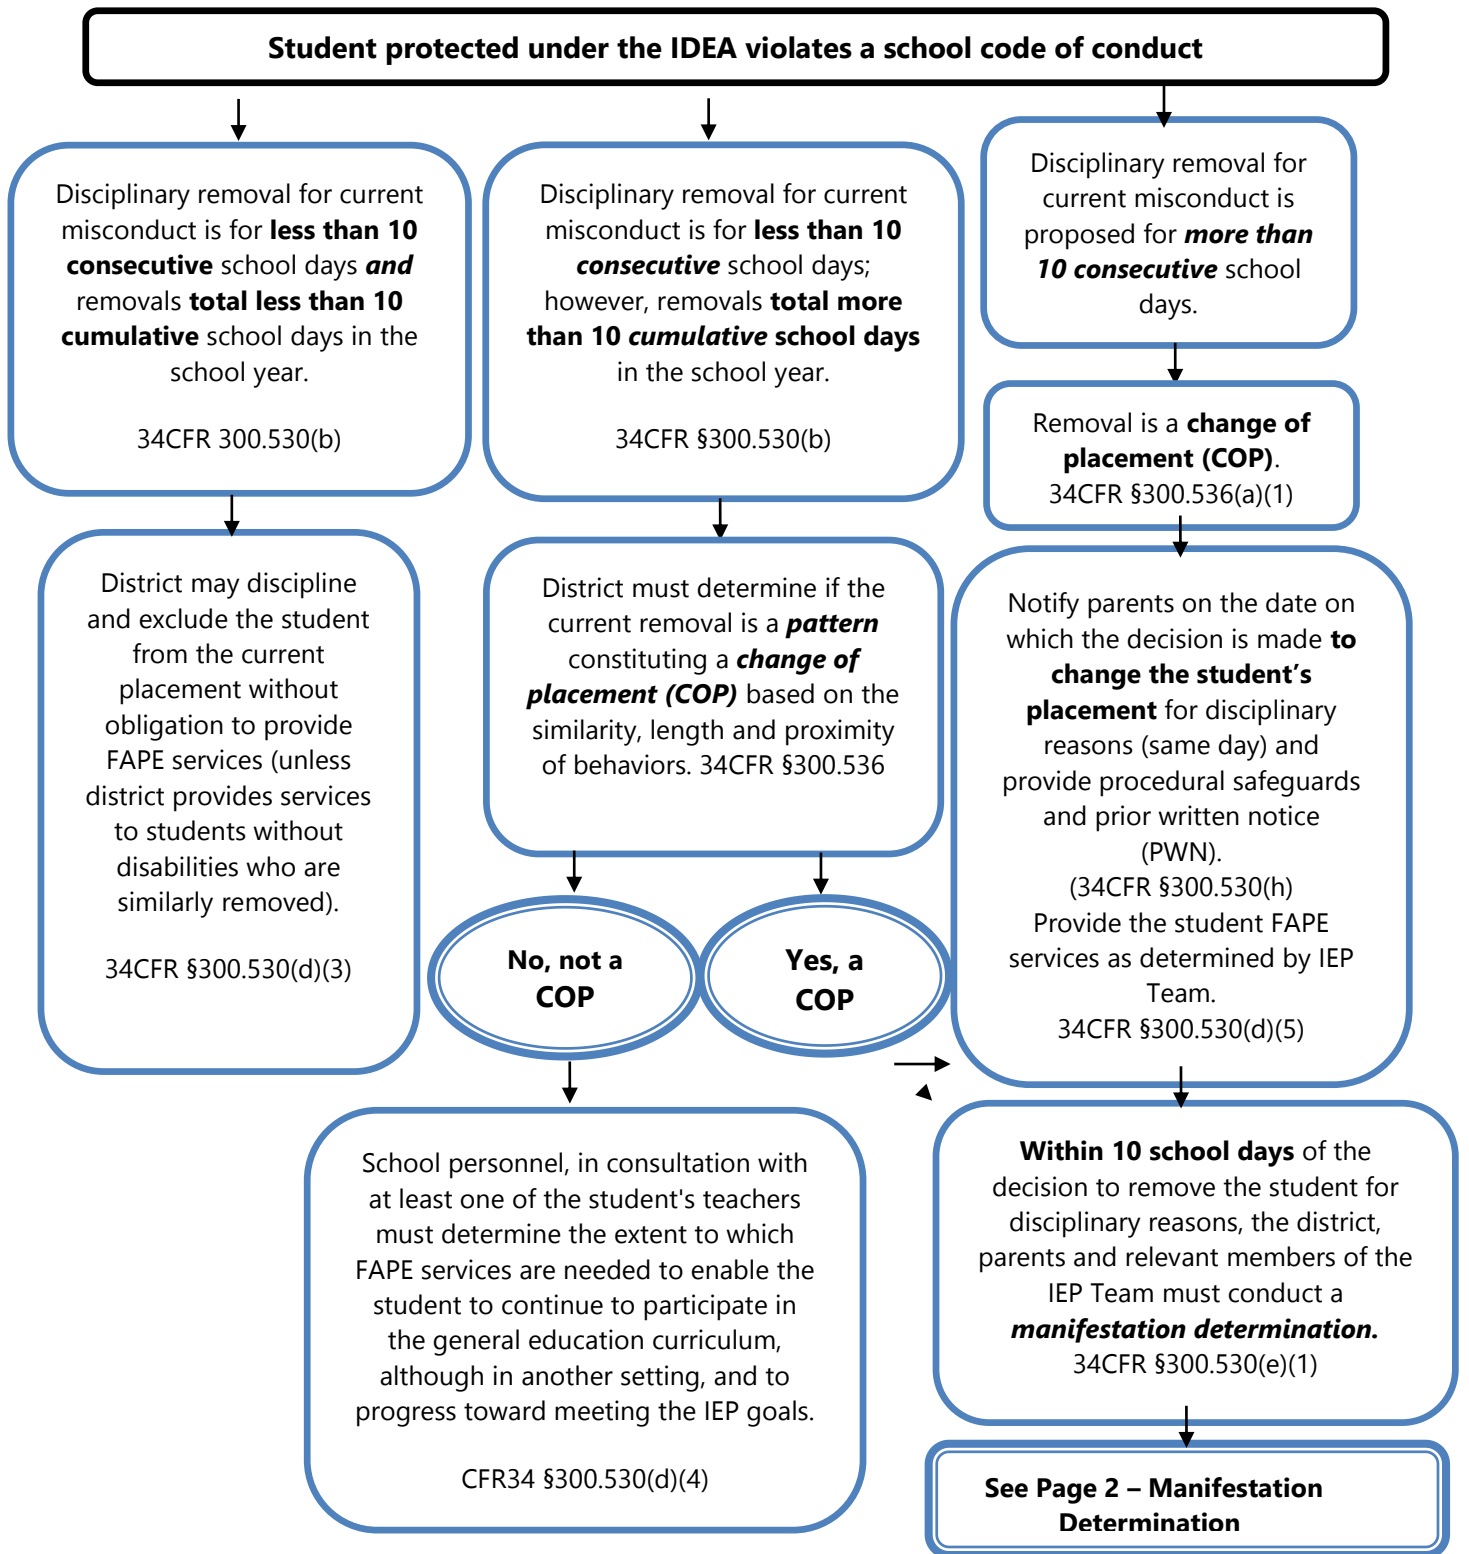 Student protected under the IDEA violates a school code of conduct
Disciplinary removal for current
misconduct is for less than 10
consecutive school days and
removals total less than 10
cumulative school days in the
school year.
34CFR 300.530(b)
Disciplinary removal for current
misconduct is for less than 10
consecutive school days;
however, removals total more
than 10 cumulative school days
in the school year.
34CFR §300.530(b)
Disciplinary removal for
current misconduct is
proposed for more than
10 consecutive school
days.
Removal is a change of
placement (COP).
34CFR §300.536(a)(1)
District may discipline
and exclude the student
from the current
placement without
obligation to provide
FAPE services (unless
district provides services
to students without
disabilities who are
similarly removed).
34CFR §300.530(d)(3)
District must determine if the
current removal is a pattern
constituting a change of
placement (COP) based on the
similarity, length and proximity
of behaviors. 34CFR §300.536
Notify parents on the date on
which the decision is made to
change the student’s
placement for disciplinary
reasons (same day) and
provide procedural safeguards
and prior written notice
(PWN).
(34CFR §300.530(h)
Provide the student FAPE
services as determined by IEP
Team.
34CFR §300.530(d)(5)
No, not a
COP
Yes, a
COP
School personnel, in consultation with
at least one of the student's teachers
must determine the extent to which
FAPE services are needed to enable the
student to continue to participate in
the general education curriculum,
although in another setting, and to
progress toward meeting the IEP goals.
CFR34 §300.530(d)(4)
Within 10 school days of the
decision to remove the student for
disciplinary reasons, the district,
parents and relevant members of the
IEP Team must conduct a
manifestation determination.
34CFR §300.530(e)(1)
See Page 2 – Manifestation
Determination